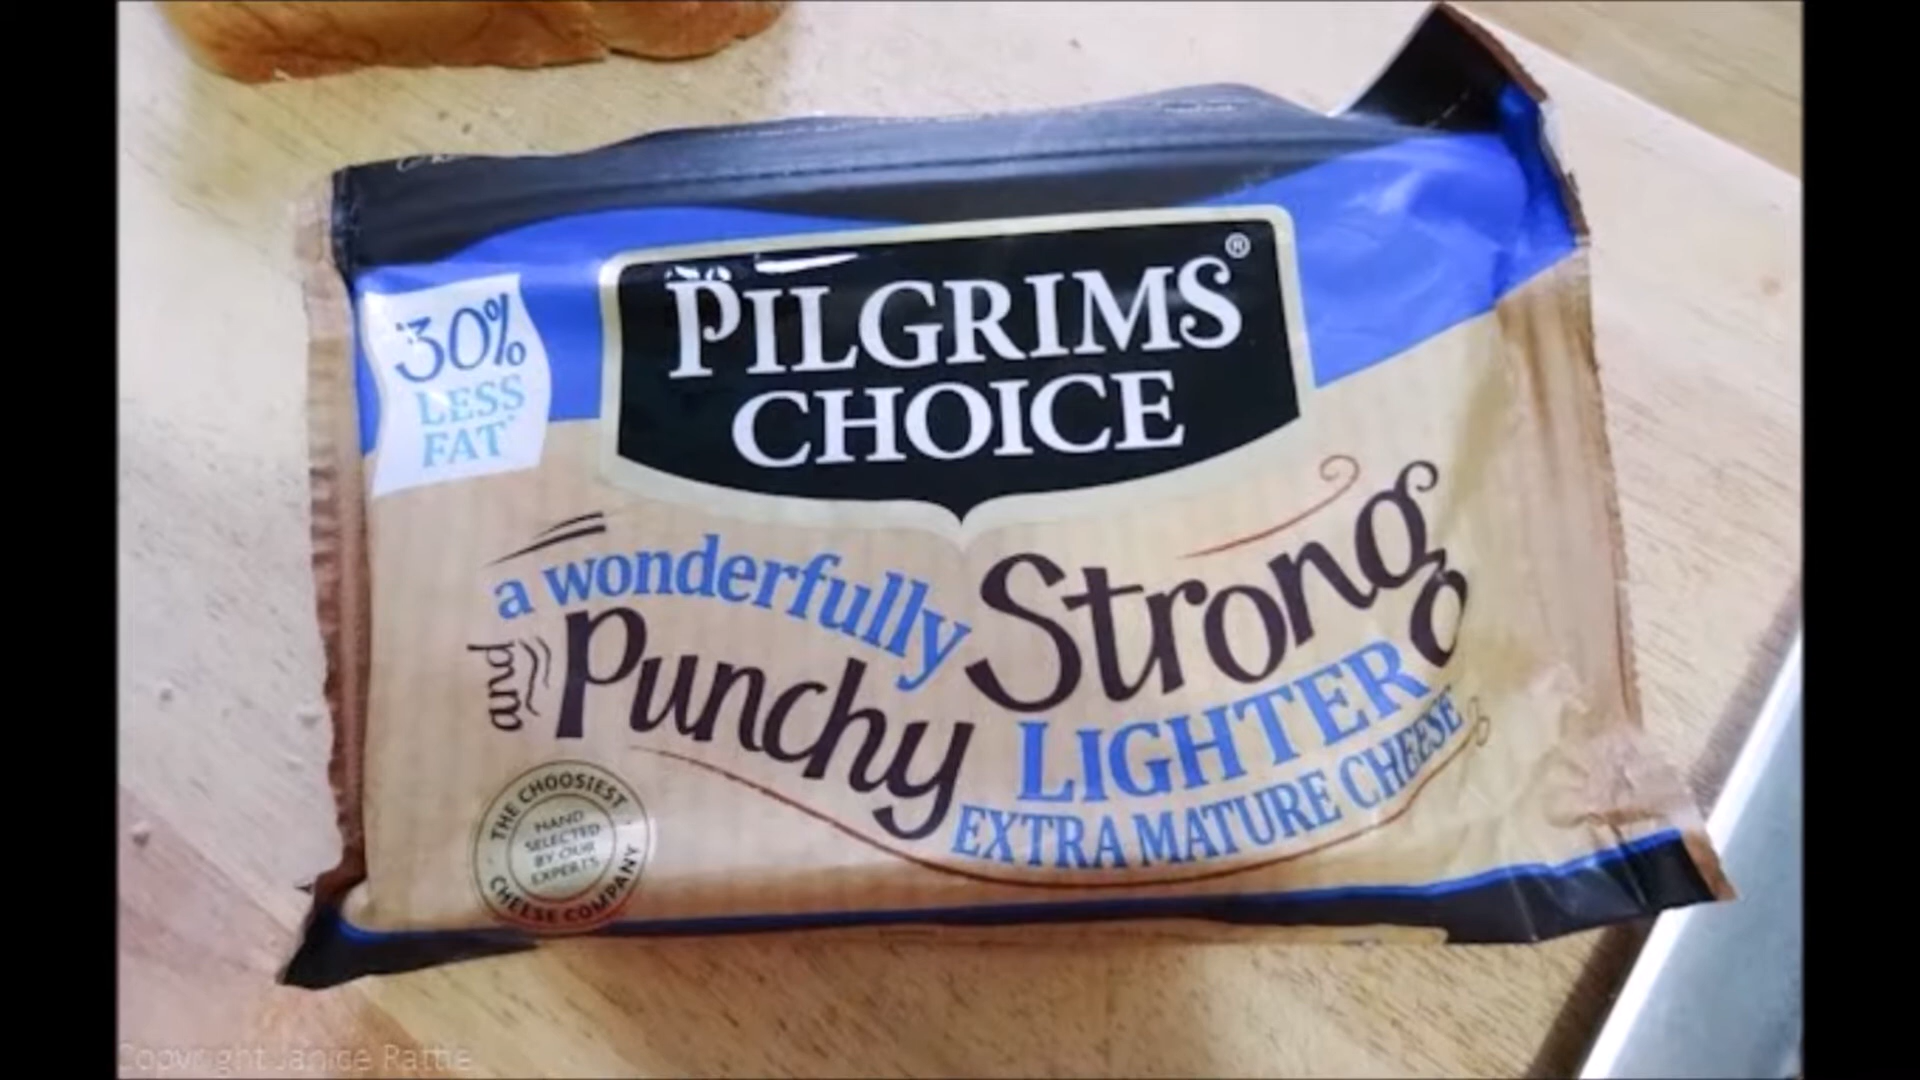 PILGRIMS®
CHOICE
30%
LESS
FAT
a wonderfully Strong
and Punchy
LIGHTER
EXTRA MATURE CHEESE
THE CHOOSIEST
HAND
SELECTED
BY OUR
EXPERTS
CHEESE COMPANY
Copyright Janice Rattie